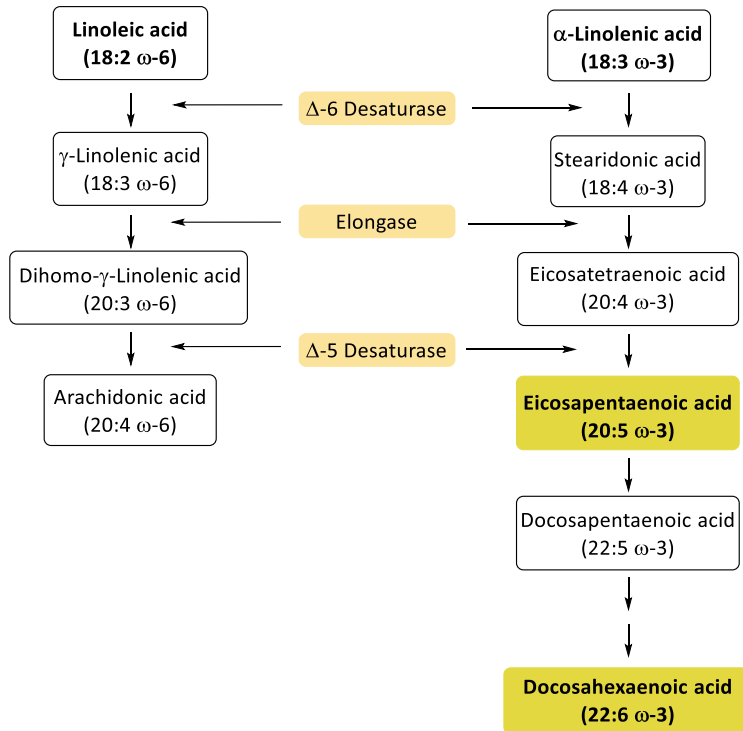 Linoleic acid
(18:2 ω-6)
α-Linolenic acid
(18:3 ω-3)
Δ-6 Desaturase
γ-Linolenic acid
(18:3 ω-6)
Stearidonic acid
(18:4 ω-3)
Elongase
Dihomo-γ-Linolenic acid
(20:3 ω-6)
Eicosatetraenoic acid
(20:4 ω-3)
Δ-5 Desaturase
Arachidonic acid
(20:4 ω-6)
Eicosapentaenoic acid
(20:5 ω-3)
Docosapentaenoic acid
(22:5 ω-3)
Docosahexaenoic acid
(22:6 ω-3)